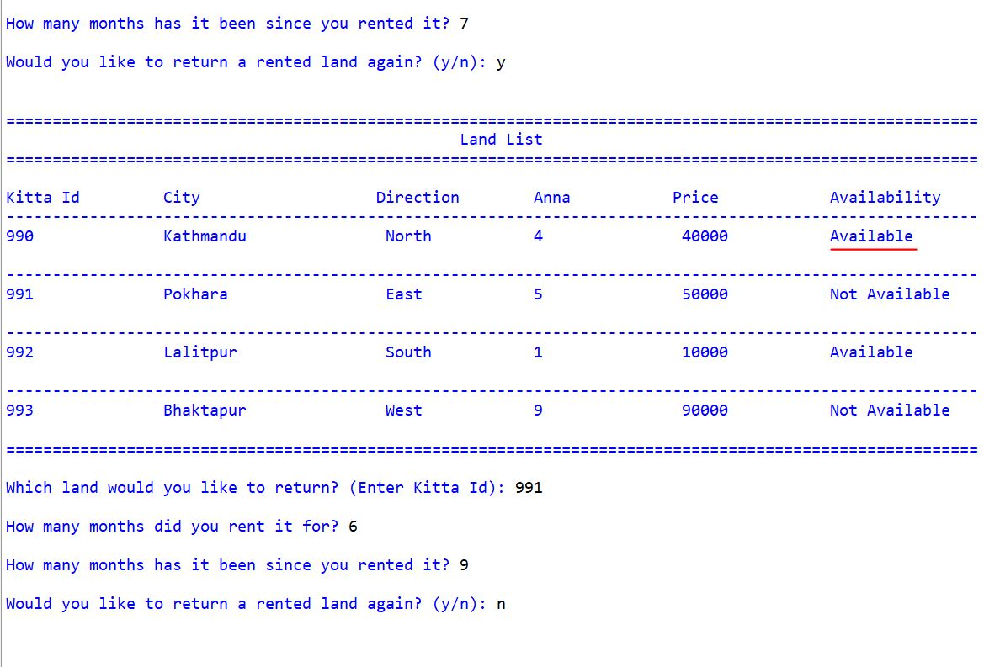 How many months has it been since you rented it? 7
Would you like to return a rented land again? (y/n): y
=========================================================================================================
Land List
=========================================================================================================
Kitta Id City Direction Anna Price Availability
---------------------------------------------------------------------------------------------------------
990 Kathmandu North 4 40000 Available
---------------------------------------------------------------------------------------------------------
991 Pokhara East 5 50000 Not Available
---------------------------------------------------------------------------------------------------------
992 Lalitpur South 1 10000 Available
---------------------------------------------------------------------------------------------------------
993 Bhaktapur West 9 90000 Not Available
=========================================================================================================
Which land would you like to return? (Enter Kitta Id): 991
How many months did you rent it for? 6
How many months has it been since you rented it? 9
Would you like to return a rented land again? (y/n): n